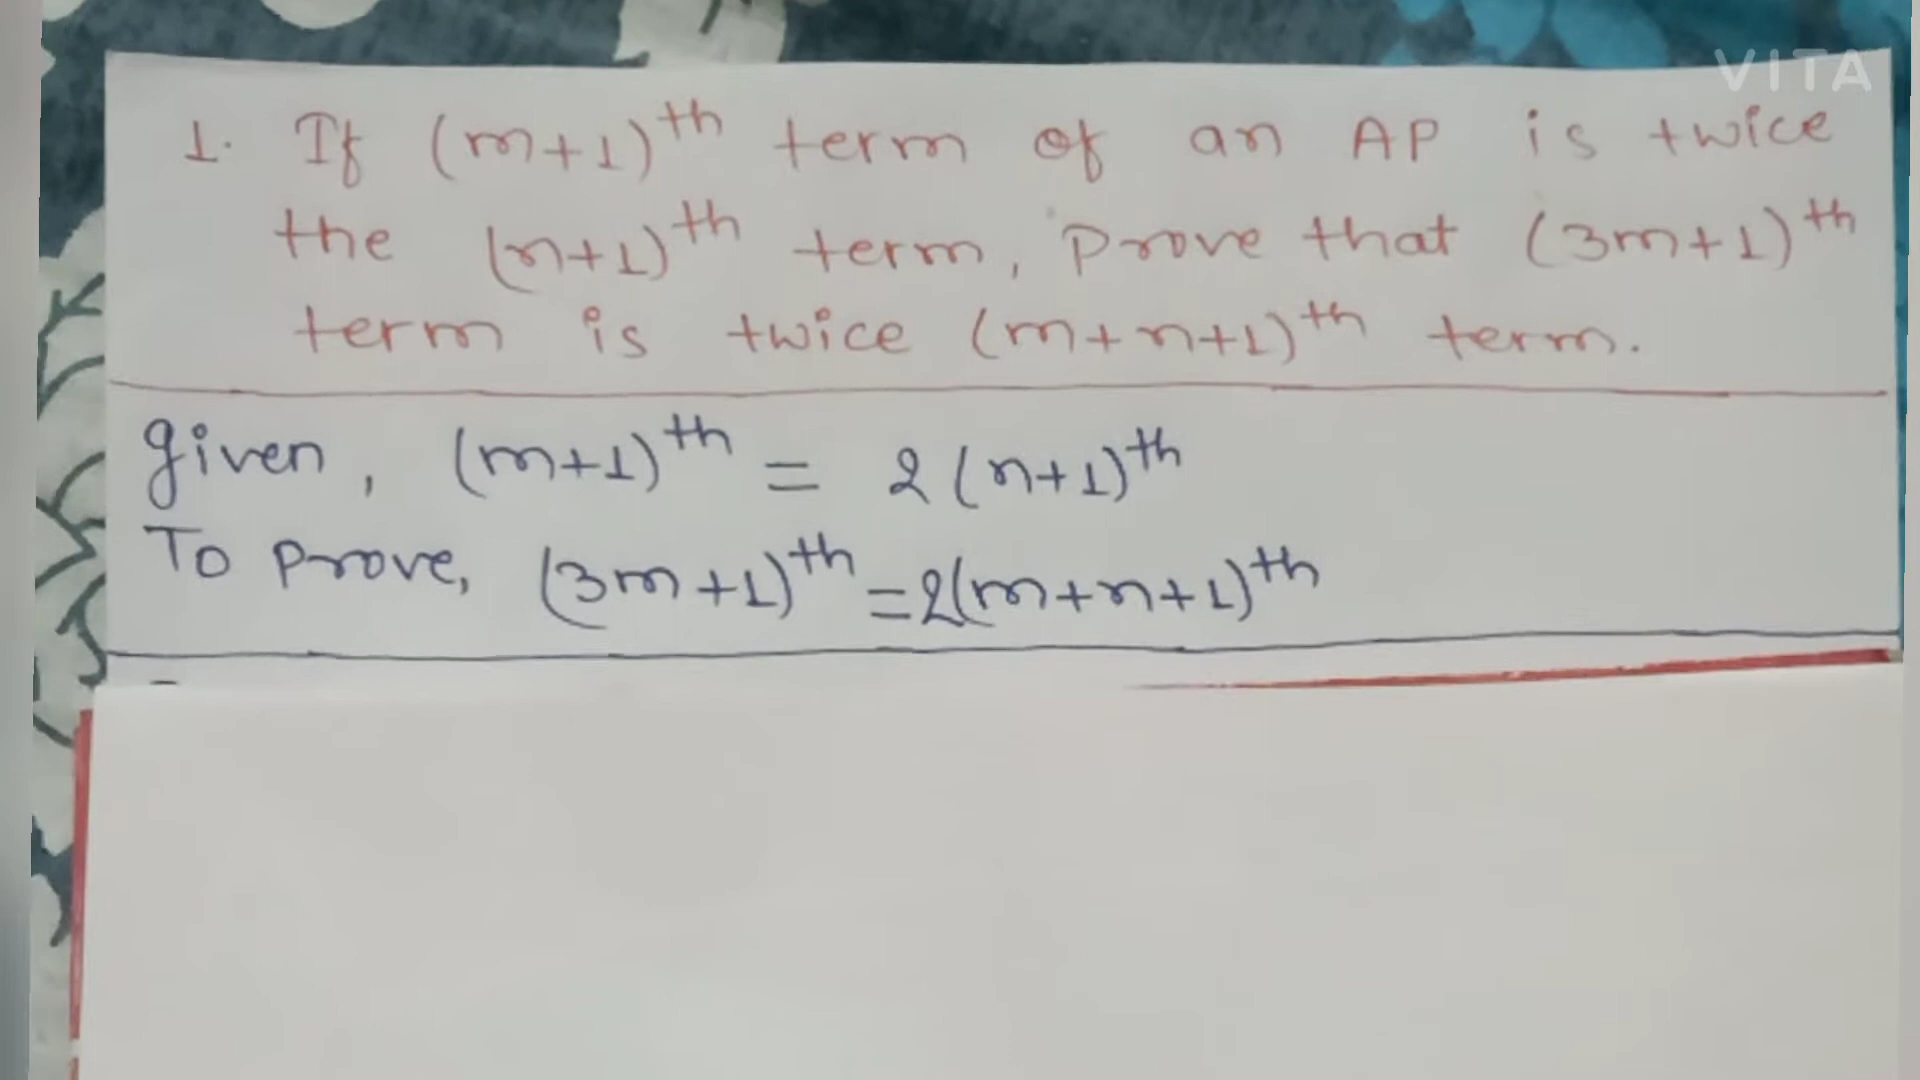 VITA
1. If (m+1)th term of an AP is twice
the (n+1)th term, Prove that (3m+1)th
term is twice (m+n+1)th term.
given, (m+1)th = 2(n+1)th
To prove, (3m+1)th =2(m+n+1)th